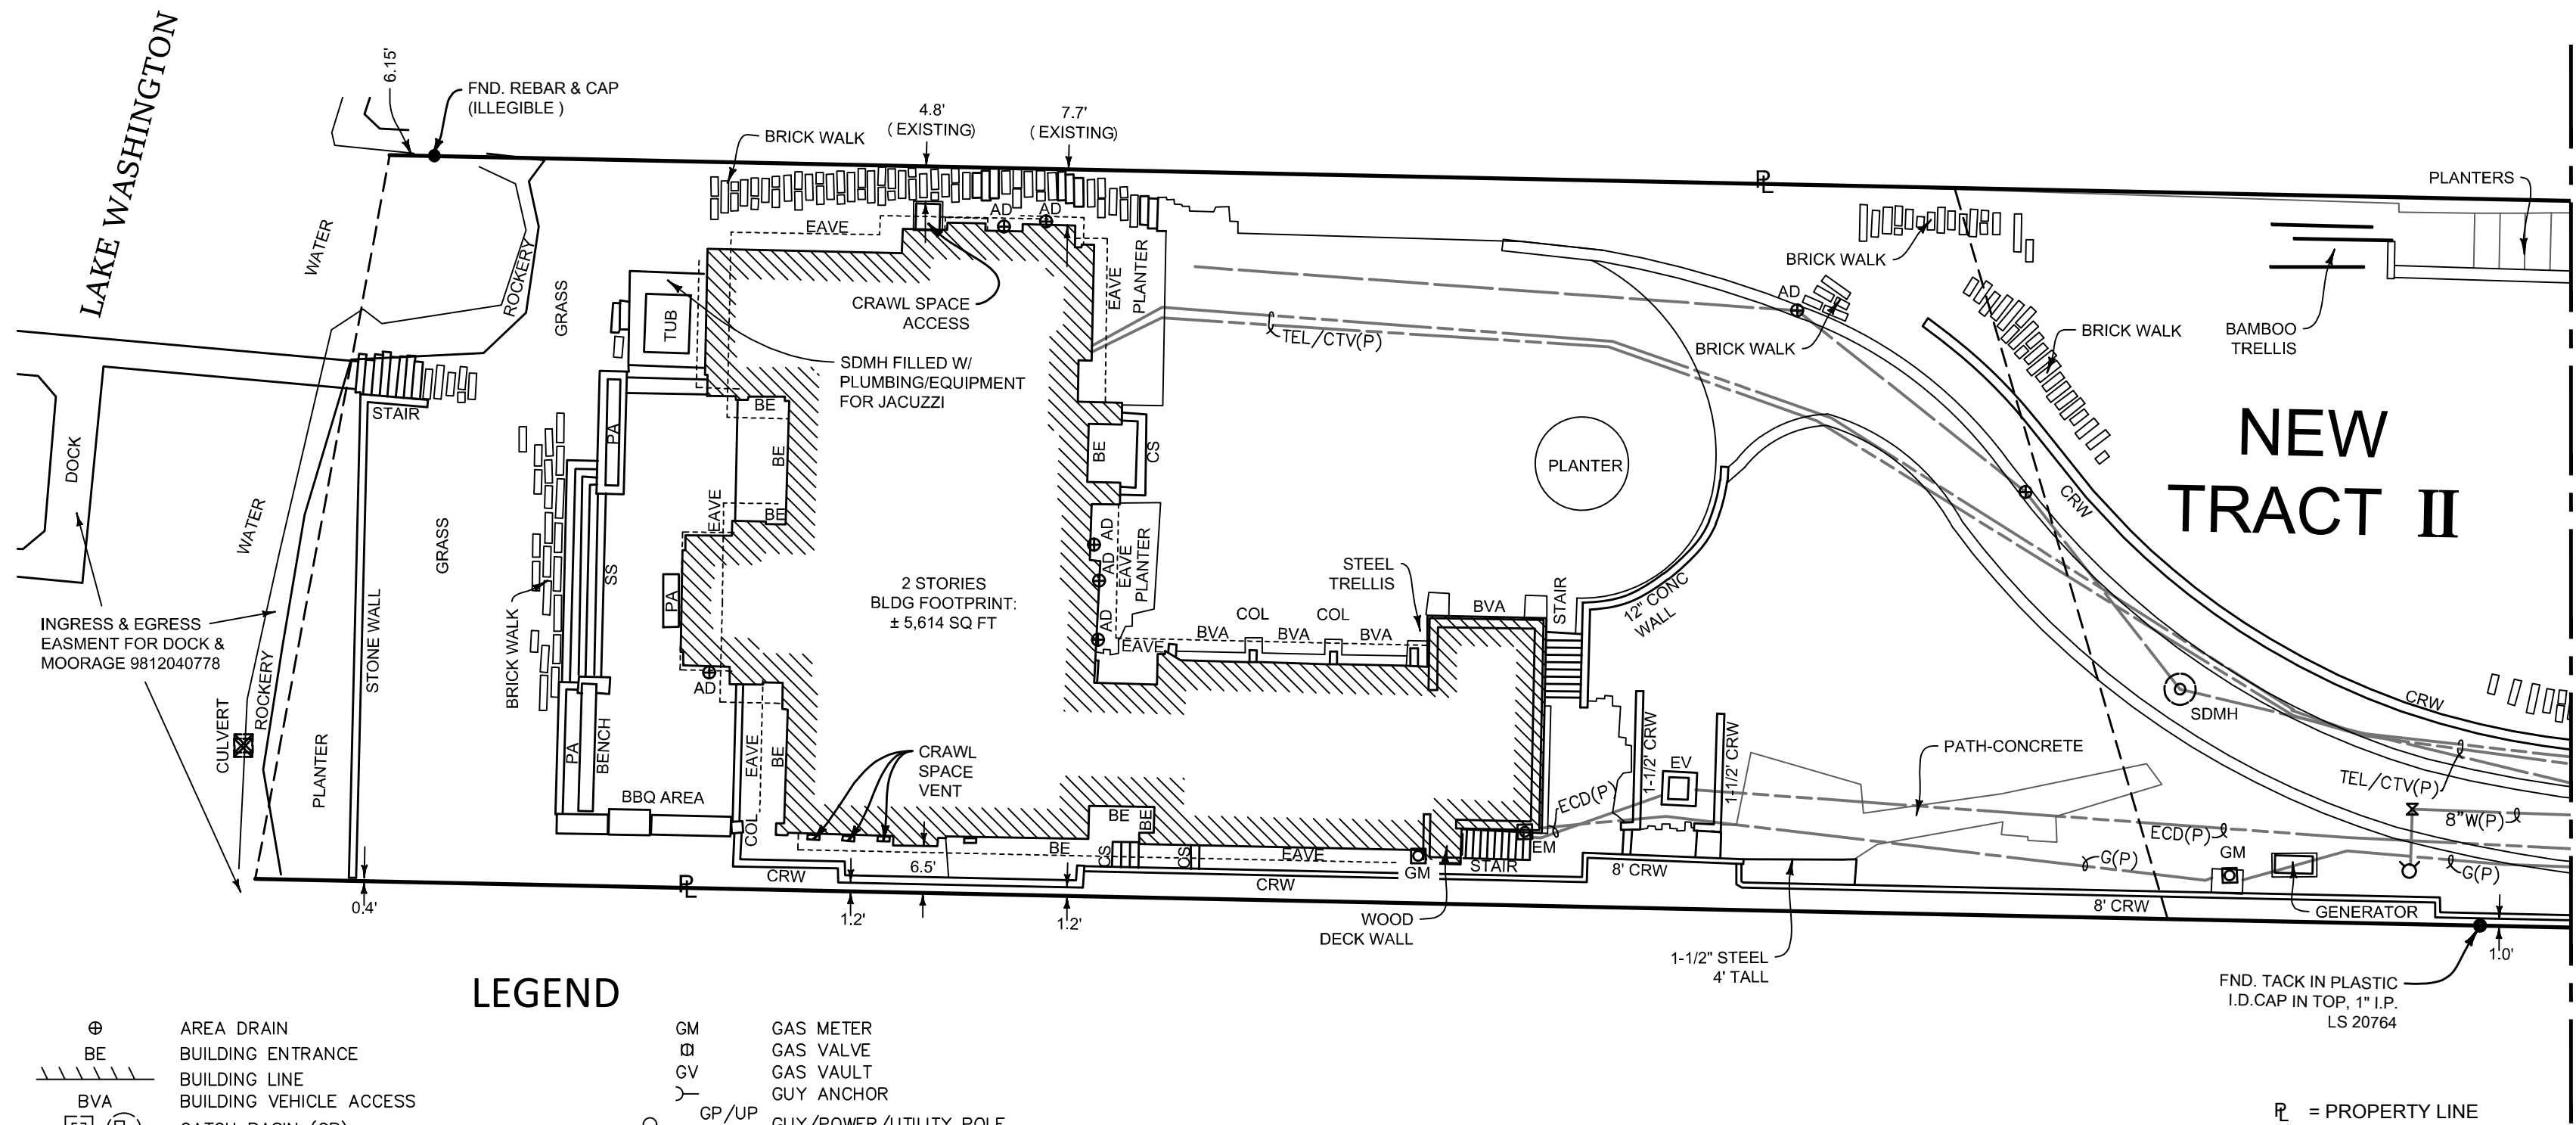 LAKE WASHINGTON
6.15'
FND. REBAR & CAP
(ILLEGIBLE )
BRICK WALK
4.8'
( EXISTING)
7.7'
( EXISTING)
PL
PLANTERS
WATER
ROCKERY
GRASS
EAVE
AD
AD
EAVE
PLANTER
BRICK WALK
BAMBOO
TRELLIS
TUB
CRAWL SPACE
ACCESS
SDMH FILLED W/
PLUMBING/EQUIPMENT
FOR JACUZZI
TEL/CTV(P)
AD
BRICK WALK
BRICK WALK
NEW
TRACT II
DOCK
STAIR
PA
BE
BE
BE
EAVE
BE
CS
PLANTER
CRW
WATER
GRASS
SS
PA
AD
AD
AD
EAVE
PLANTER
2 STORIES
BLDG FOOTPRINT:
± 5,614 SQ FT
STEEL
TRELLIS
INGRESS & EGRESS
EASMENT FOR DOCK &
MOORAGE 9812040778
STONE WALL
BRICK WALK
AD
EAVE
BVA
COL
BVA
COL
BVA
BVA
STAIR
12" CONC
WALL
CULVERT
ROCKERY
PLANTER
PA
BENCH
BBQ AREA
EAVE
BE
COL
CRAWL
SPACE
VENT
1-1/2' CRW
EV
1-1/2' CRW
ECD(P)
PATH-CONCRETE
SDMH
CRW
TEL/CTV(P)
8"W(P)
ECD(P)
G(P)
GM
G(P)
PL
CRW
6.5'
BE
BE
BE
CS
CS
EAVE
CRW
GM
STAIR
EM
8' CRW
8' CRW
GENERATOR
0.4'
1.2'
1.2'
WOOD
DECK WALL
1-1/2" STEEL
4' TALL
1.0'
FND. TACK IN PLASTIC
I.D.CAP IN TOP, 1" I.P.
LS 20764
LEGEND
AREA DRAIN
BE BUILDING ENTRANCE
BUILDING LINE
BVA BUILDING VEHICLE ACCESS
CATCH BASIN (CB)
GM GAS METER
GAS VALVE
GV GAS VAULT
GUY ANCHOR
GP/UP GUY/POWER/UTILITY POLE
PL = PROPERTY LINE